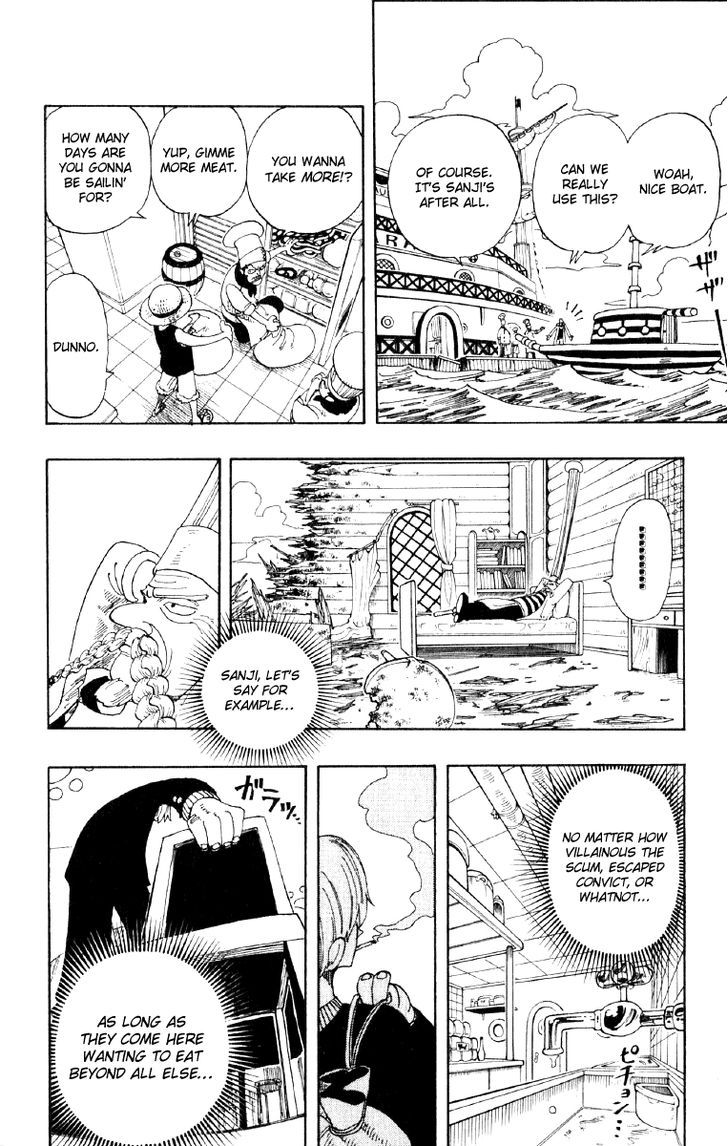 WOAH,
NICE BOAT.
CAN WE
REALLY
USE THIS?
OF COURSE.
IT'S SANJI'S
AFTER ALL.
RA
ザザ
YOU WANNA
TAKE MORE!?
YUP, GIMME
MORE MEAT.
HOW MANY
DAYS ARE
YOU GONNA
BE SAILIN'
FOR?
DUNNO.
SANJI, LET'S
SAY FOR
EXAMPLE...
NO MATTER HOW
VILLAINOUS THE
SCUM, ESCAPED
CONVICT, OR
WHATNOT...
ピチョン...
ガラッ...
AS LONG AS
THEY COME HERE
WANTING TO EAT
BEYOND ALL ELSE...